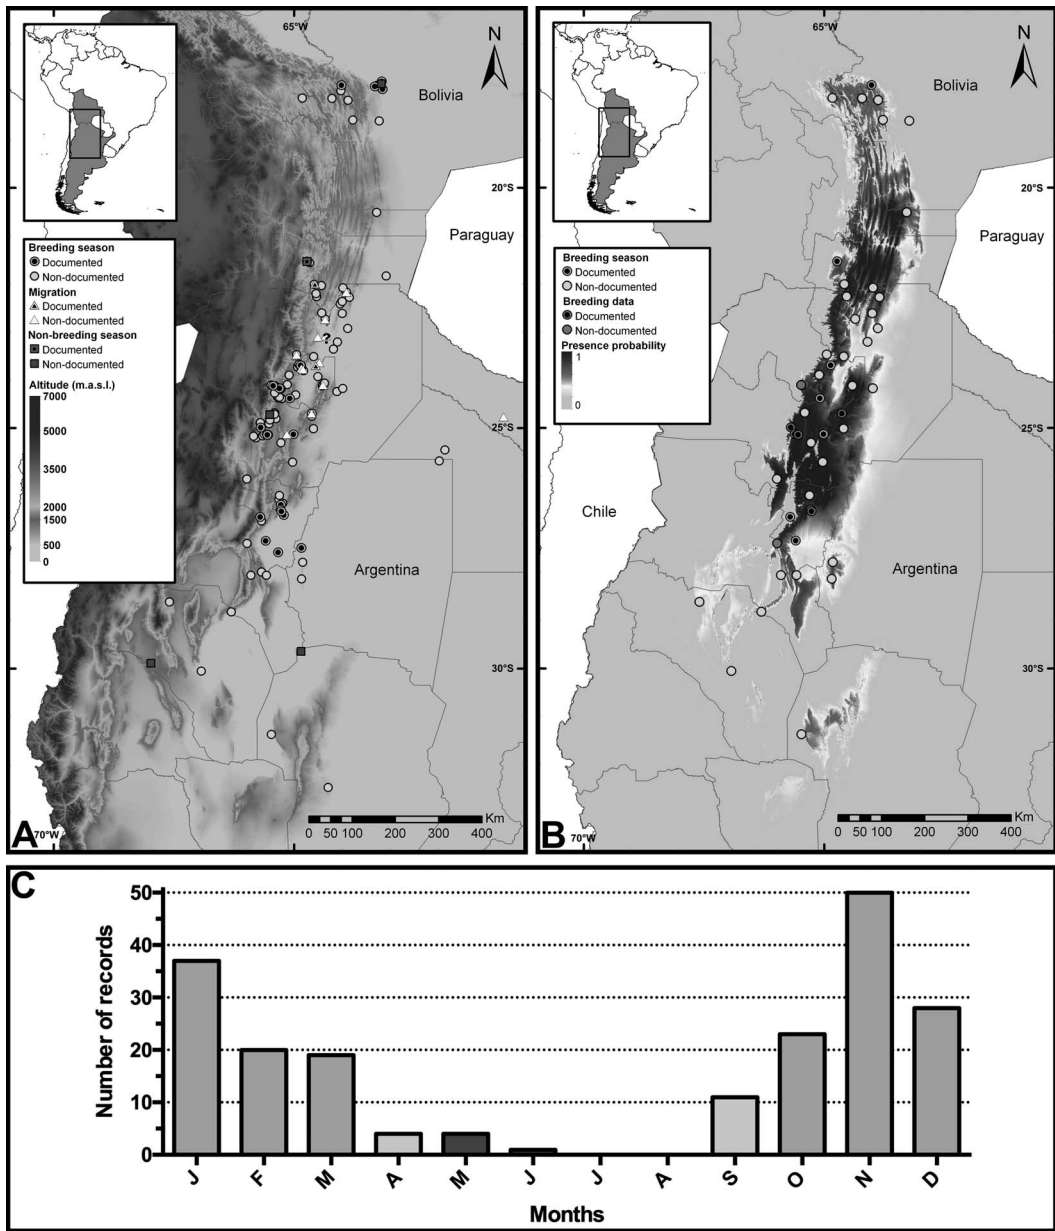 65°W
N
Bolivia
20°S
Paraguay
Breeding season
Documented
Non-documented
Migration
Documented
Non-documented
Non-breeding season
Documented
Non-documented
Altitude (m.a.s.l.)
7000
5000
3500
2000
1500
500
0
?
25°S
Argentina
30°S
Km
0 50 100 200 300 400
A
70°W
65°W
N
Bolivia
20°S
Paraguay
Breeding season
Documented
Non-documented
Breeding data
Documented
Non-documented
Presence probability
1
0
25°S
Chile
Argentina
30°S
Km
0 50 100 200 300 400
B
70°W
C
Number of records
50
40
30
20
10
0
J F M A M J J A S O N D
Months